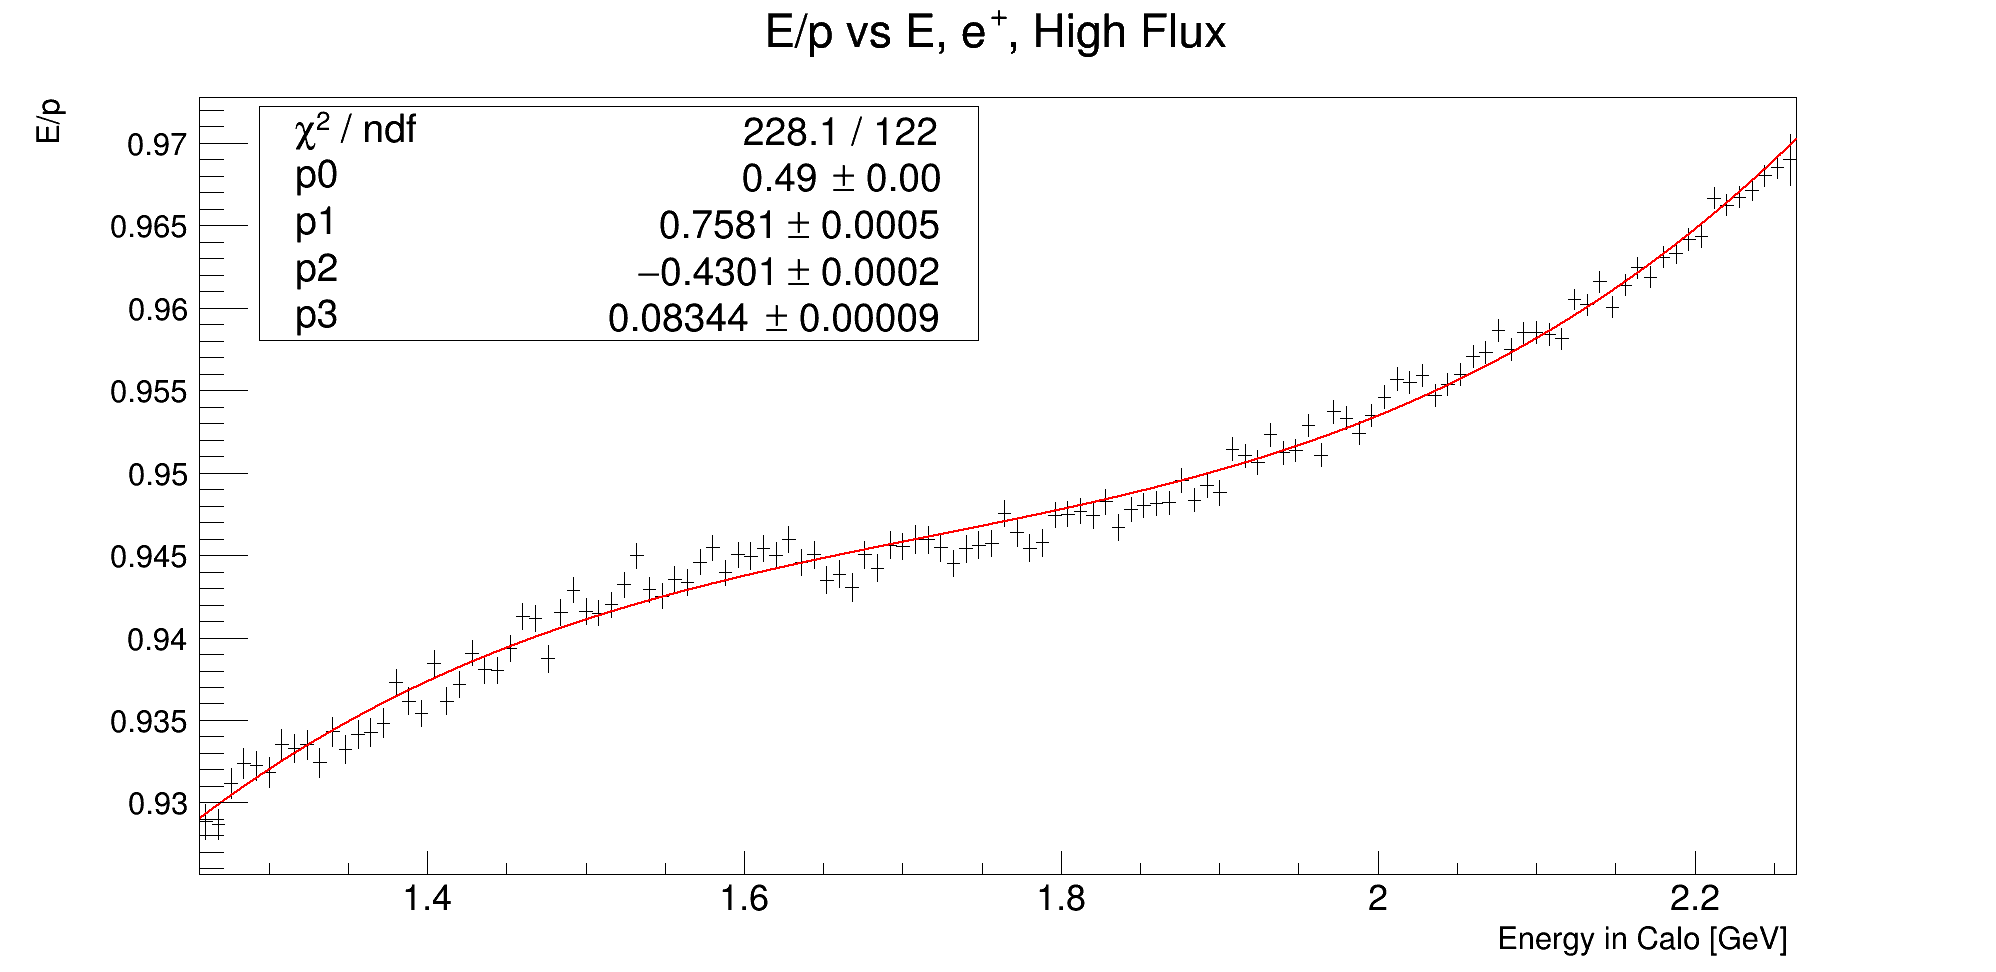 E/p vs E, e⁺, High Flux
E/p
χ² / ndf 228.1 / 122
p0 0.49 ± 0.00
p1 0.7581 ± 0.0005
p2 −0.4301 ± 0.0002
p3 0.08344 ± 0.00009
0.97
0.965
0.96
0.955
0.95
0.945
0.94
0.935
0.93
1.4 1.6 1.8 2 2.2
Energy in Calo [GeV]